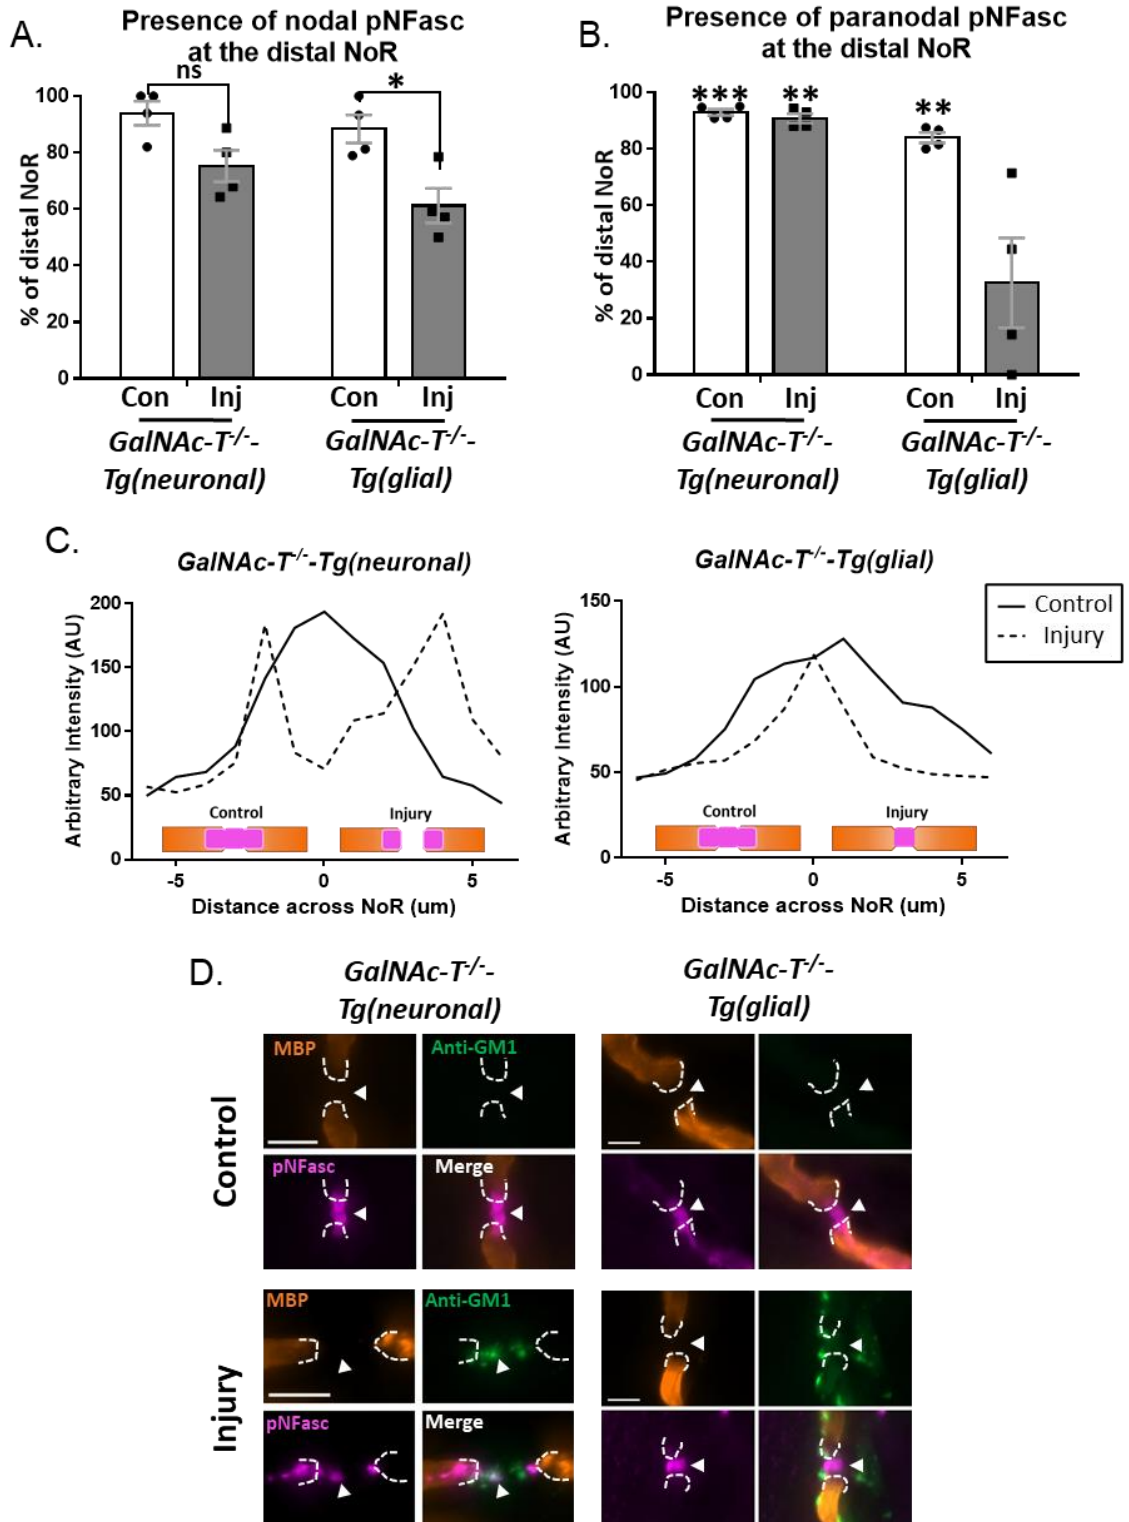 A.
Presence of nodal pNFasc
at the distal NoR
ns
*
% of distal NoR
100
80
60
40
20
0
Con
Inj
Con
Inj
GalNAc-T-/--
Tg(neuronal)
GalNAc-T-/--
Tg(glial)
B.
Presence of paranodal pNFasc
at the distal NoR
***
**
**
% of distal NoR
100
80
60
40
20
0
Con
Inj
Con
Inj
GalNAc-T-/--
Tg(neuronal)
GalNAc-T-/--
Tg(glial)
C.
GalNAc-T-/--Tg(neuronal)
Arbitrary Intensity (AU)
200
150
100
50
0
Control
Injury
-5
0
5
Distance across NoR (um)
GalNAc-T-/--Tg(glial)
Arbitrary Intensity (AU)
150
100
50
0
Control
Injury
-5
0
5
Distance across NoR (um)
Control
Injury
D.
GalNAc-T-/--
Tg(neuronal)
GalNAc-T-/--
Tg(glial)
Control
MBP
Anti-GM1
pNFasc
Merge
Injury
MBP
Anti-GM1
pNFasc
Merge